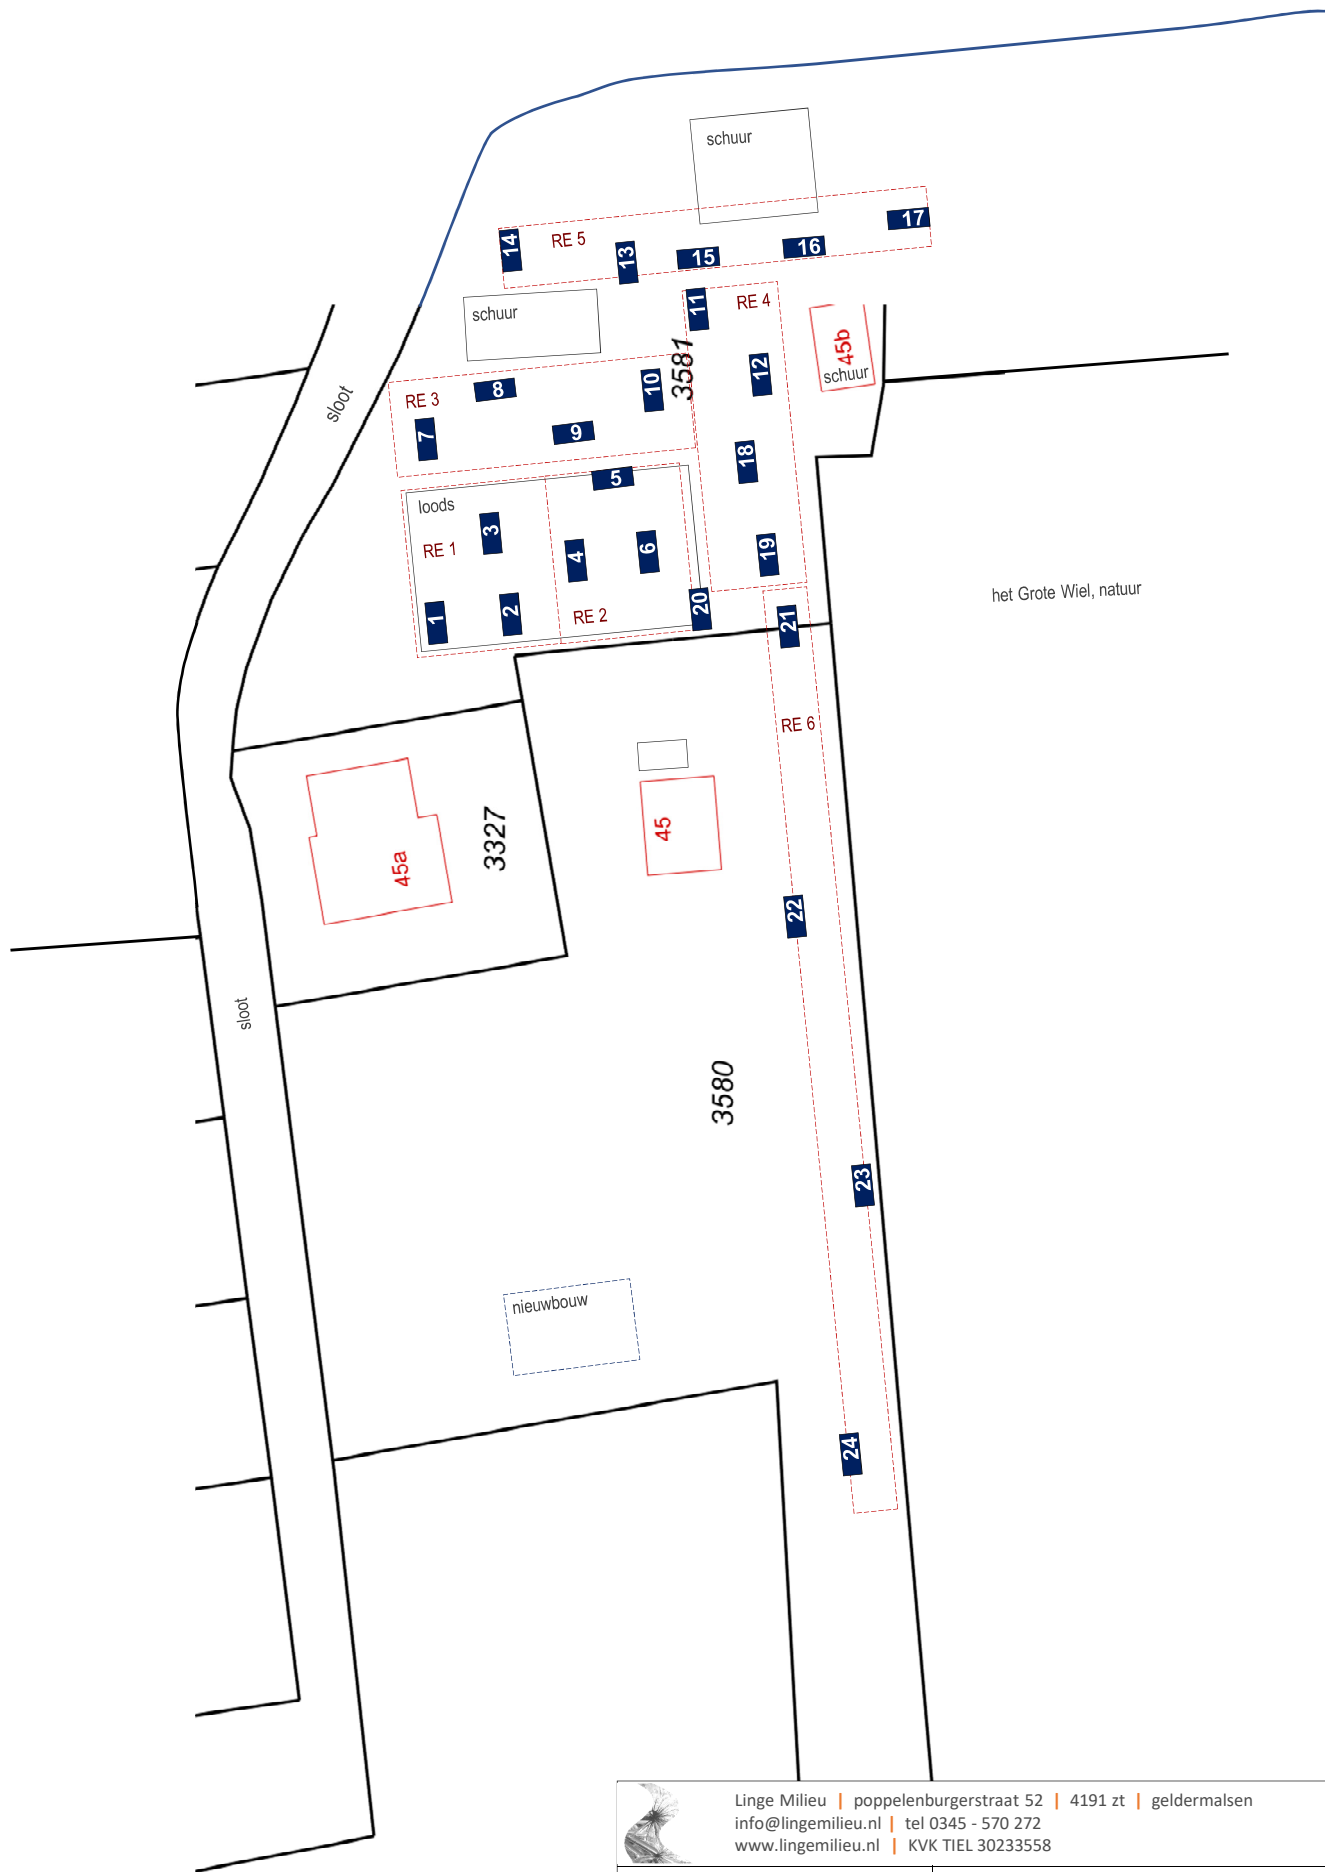 schuur
17
14
RE 5
16
13
15
schuur
11
RE 4
3581
45b
schuur
12
sloot
8
10
RE 3
7
9
18
5
loods
3
RE 1
4
6
19
1
2
RE 2
20
21
het Grote Wiel, natuur
RE 6
45
3327
45a
22
sloot
3580
23
nieuwbouw
24
Linge Milieu | poppelenburgerstraat 52 | 4191 zt | geldermalsen
info@lingemilieu.nl | tel 0345 - 570 272
www.lingemilieu.nl | KVK TIEL 30233558